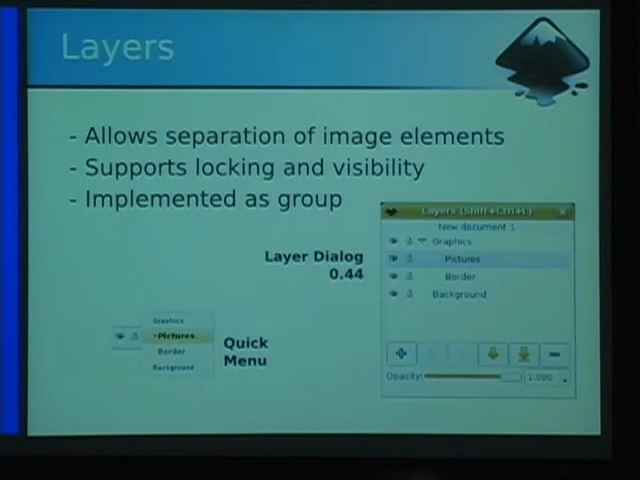 Layers
- Allows separation of image elements
- Supports locking and visibility
- Implemented as group
Layers (Shift+Ctrl+L)
New document 1
Graphics
Pictures
Border
Background
Layer Dialog
0.44
Graphics
Pictures
Border
Background
Quick
Menu
Opacity:
1.000